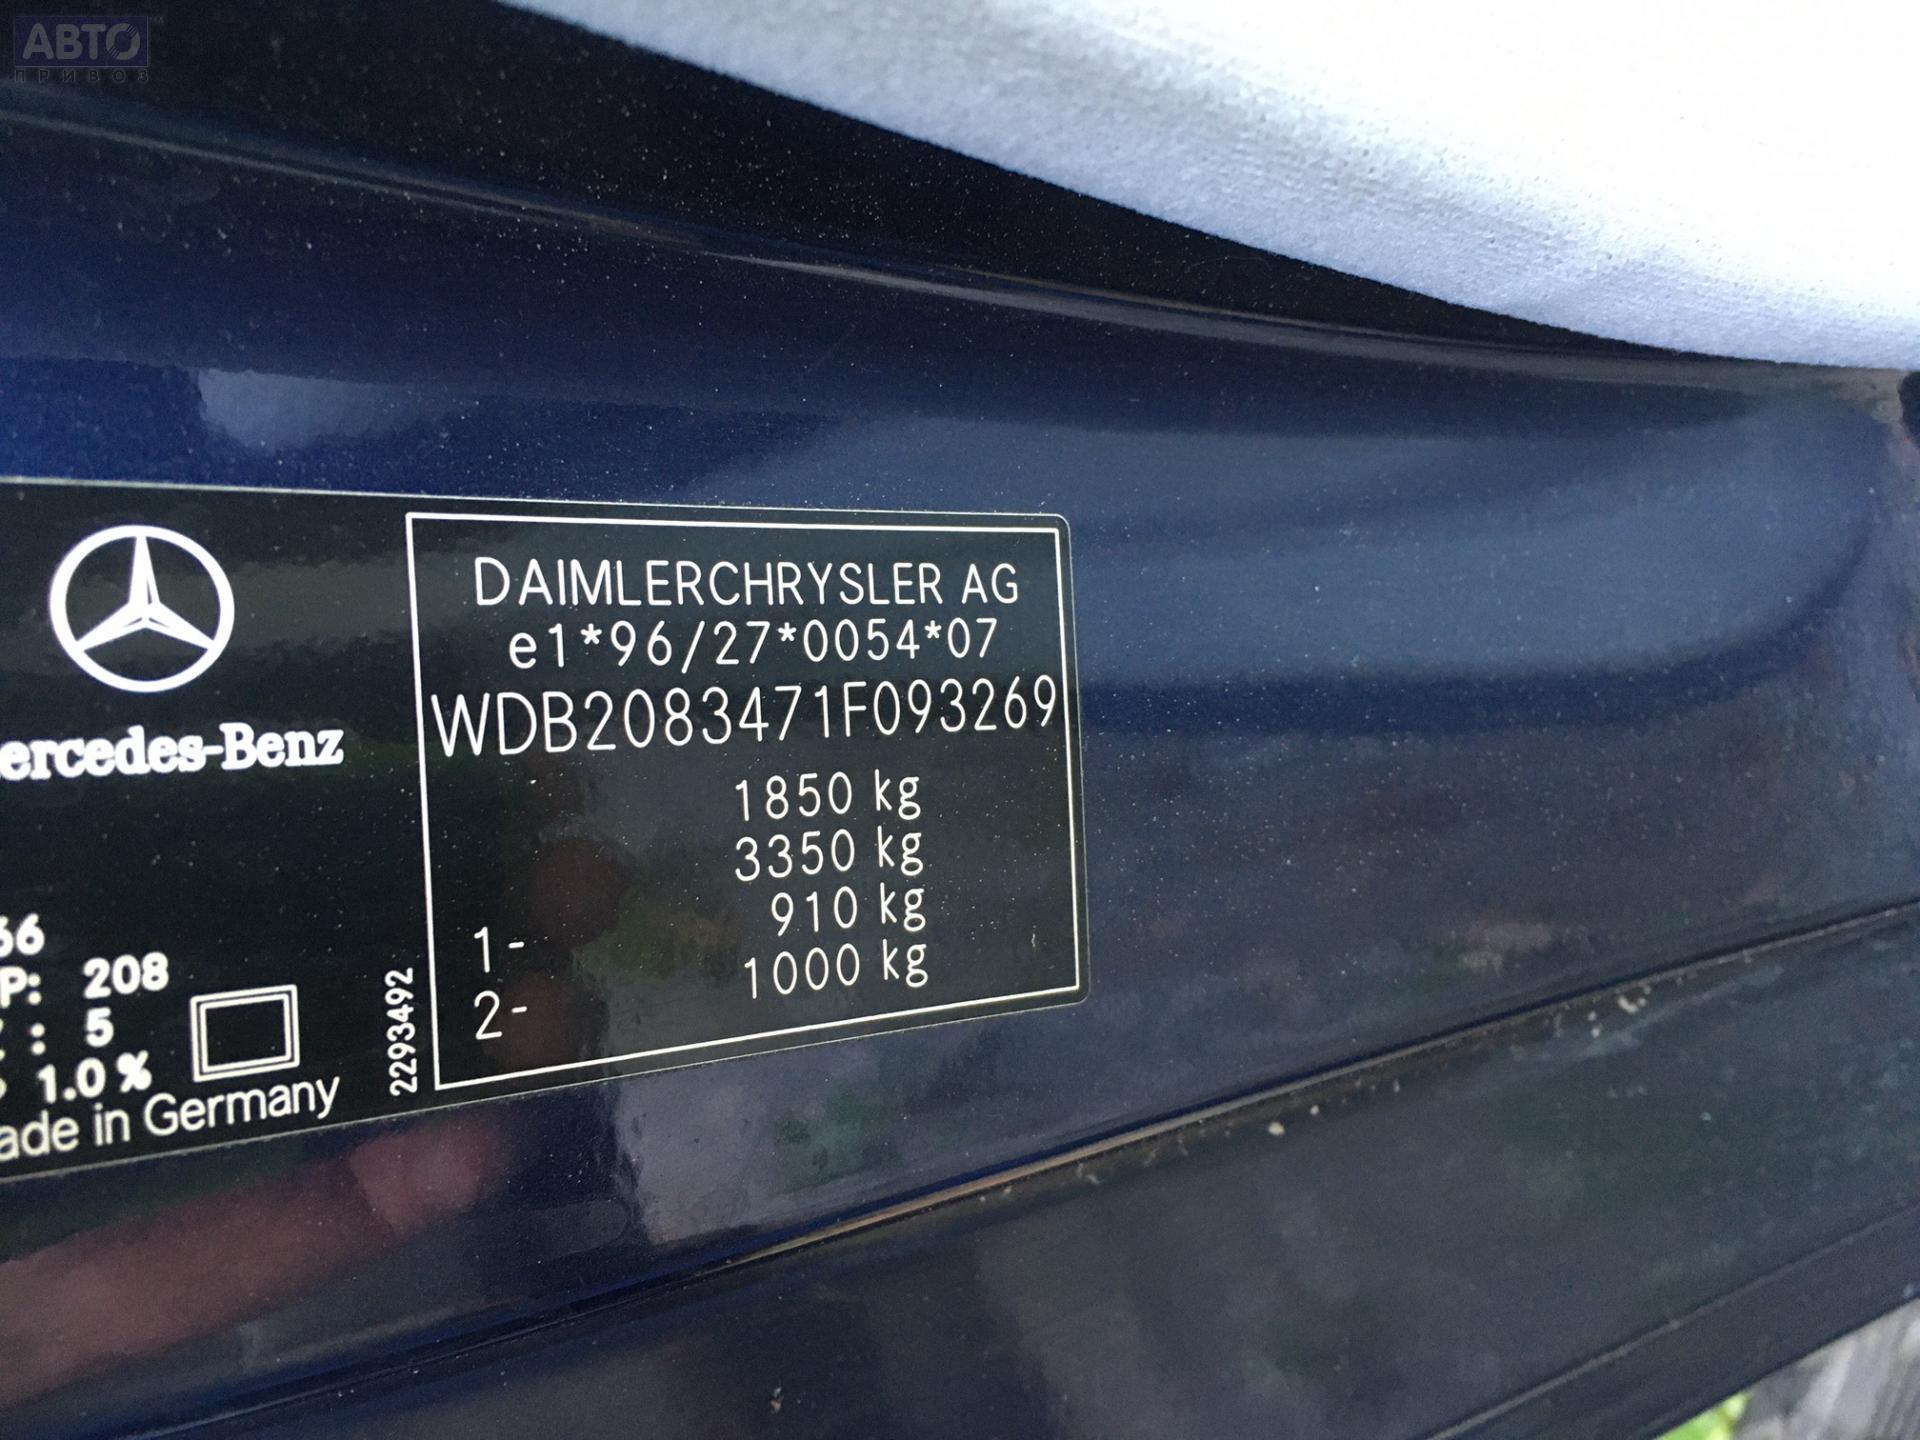 АВТО
ПРИВОЗ
DAIMLERCHRYSLER AG
e1*96/27*0054*07
WDB2083471F093269
1850 kg
3350 kg
1- 910 kg
2- 1000 kg
ercedes-Benz
66
P: 208
: 5
1.0 %
ade in Germany
2293492